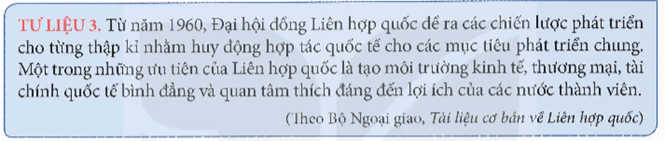 TƯ LIỆU 3. Từ năm 1960, Đại hội đồng Liên hợp quốc đề ra các chiến lược phát triển
cho từng thập kỉ nhằm huy động hợp tác quốc tế cho các mục tiêu phát triển chung.
Một trong những ưu tiên của Liên hợp quốc là tạo môi trường kinh tế, thương mại, tài
chính quốc tế bình đẳng và quan tâm thích đáng đến lợi ích của các nước thành viên.
(Theo Bộ Ngoại giao, Tài liệu cơ bản về Liên hợp quốc)